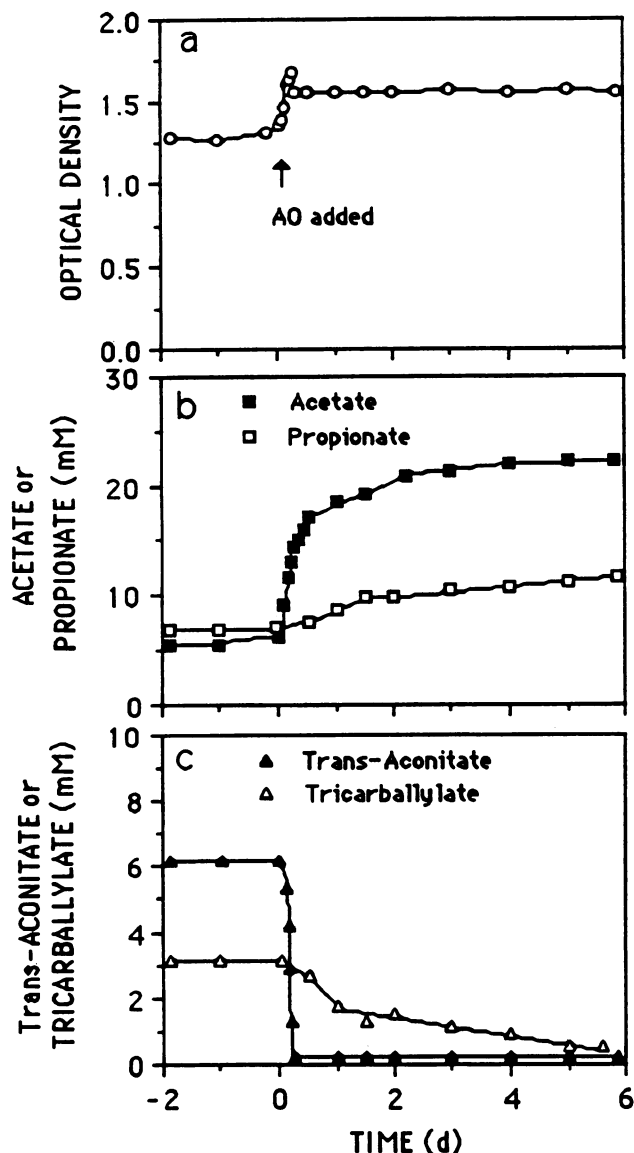 a
2.0
1.5
1.0
0.5
0.0
OPTICAL DENSITY
AO added
b
30
20
10
0
ACETATE or
PROPIONATE (mM)
Acetate
Propionate
c
10
8
6
4
2
0
Trans-ACONITATE or
TRICARBALLYLATE (mM)
Trans-Aconitate
Tricarballylate
-2 0 2 4 6
TIME (d)